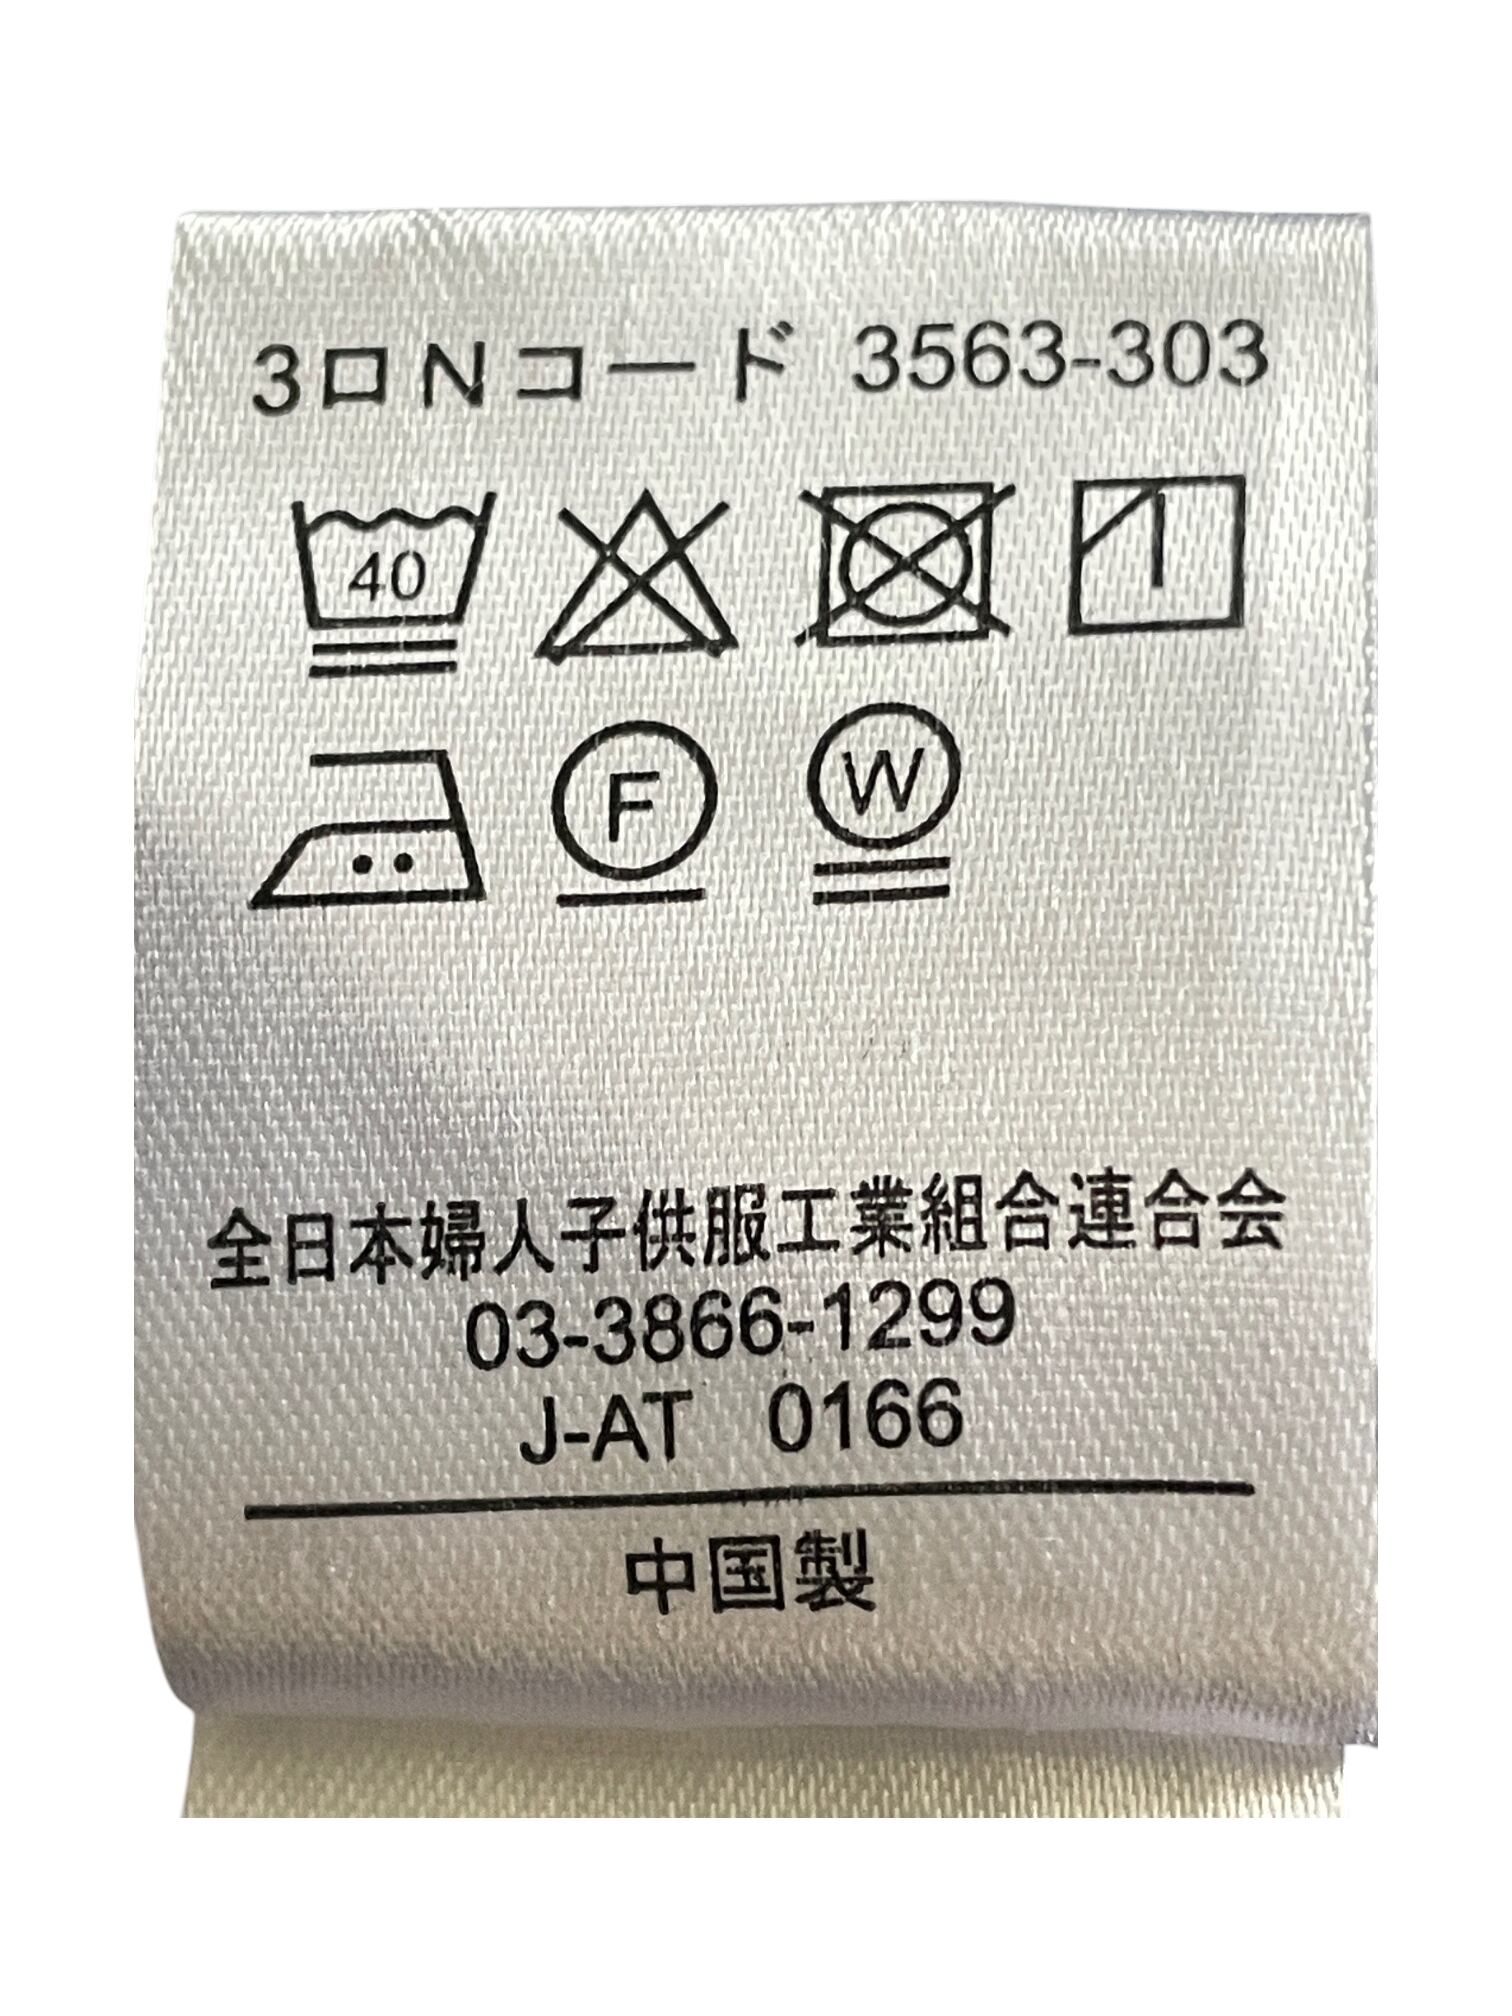 3ロNコード 3563-303
40
F W
全日本婦人子供服工業組合連合会
03-3866-1299
J-AT 0166
中国製